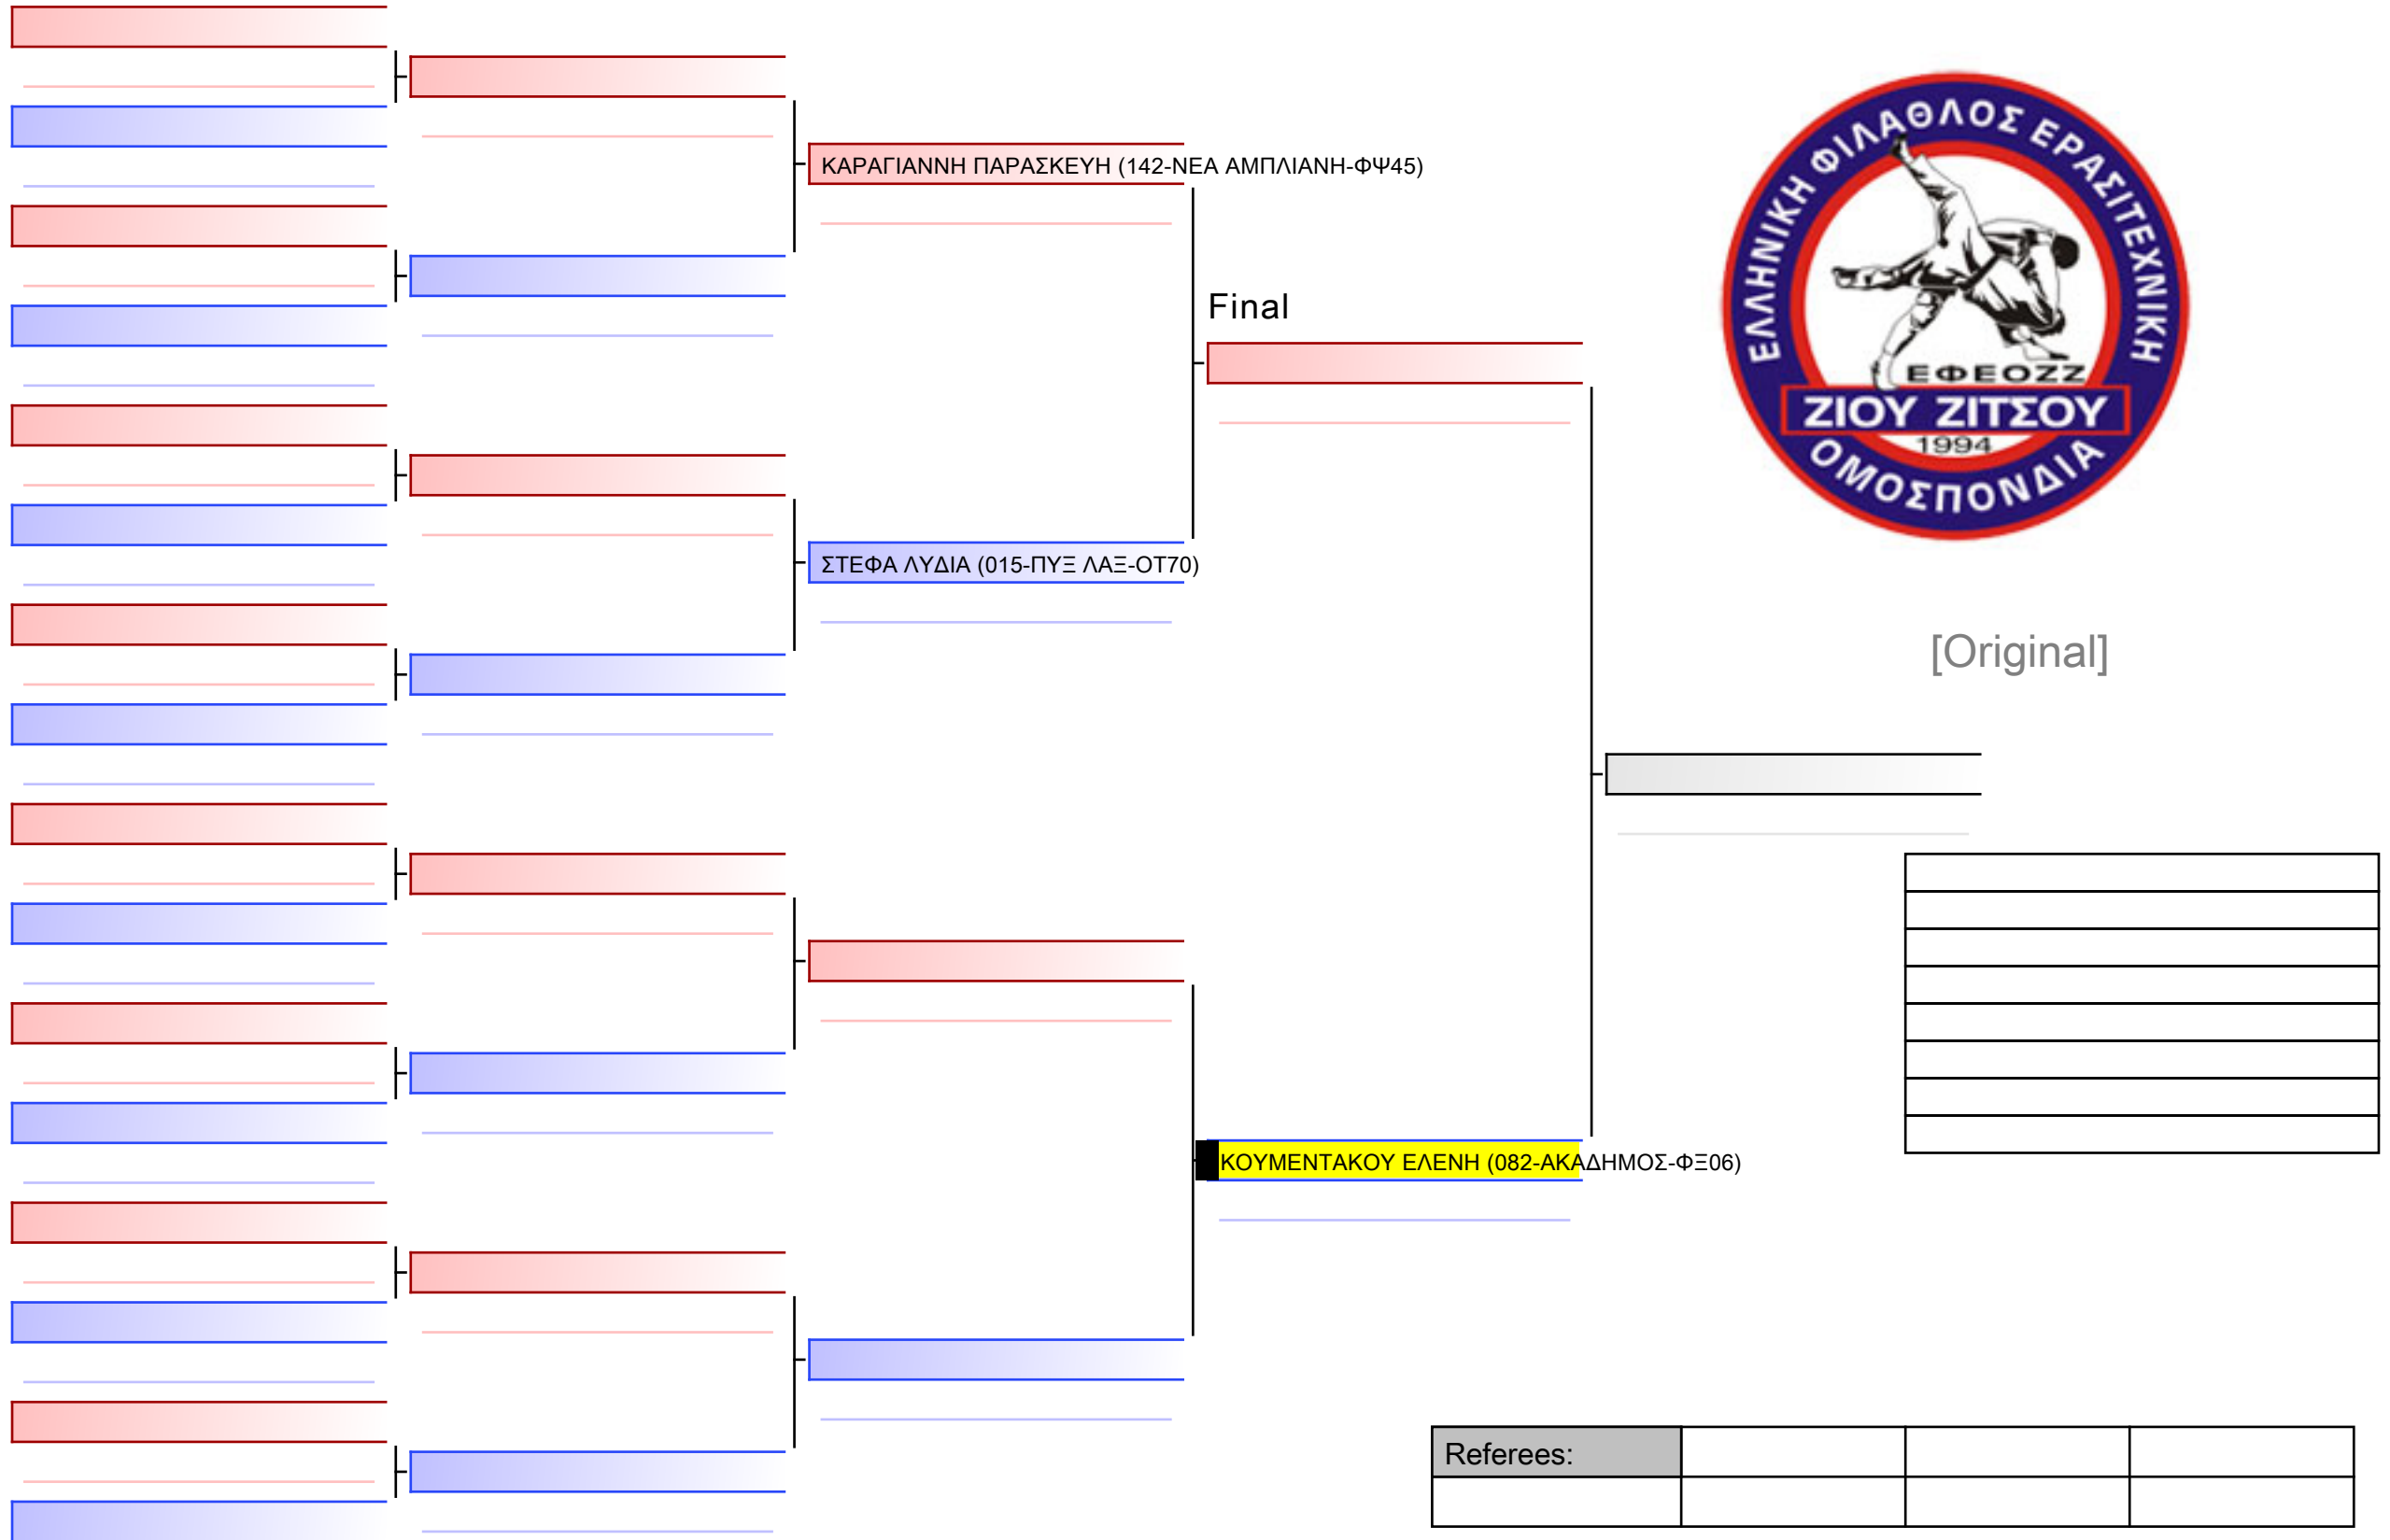 ΚΑΡΑΓΙΑΝΝΗ ΠΑΡΑΣΚΕΥΗ (142-ΝΕΑ ΑΜΠΛΙΑΝΗ-ΦΨ45)
ΕΛΛΗΝΙΚΗ ΦΙΛΑΘΛΟΣ ΕΡΑΣΙΤΕΧΝΙΚΗ
ΕΦΕΟΖΖ
ΖΙΟΥ ΖΙΤΣΟΥ
1994
ΟΜΟΣΠΟΝΔΙΑ
Final
ΣΤΕΦΑ ΛΥΔΙΑ (015-ΠΥΞ ΛΑΞ-ΟΤ70)
[Original]
ΚΟΥΜΕΝΤΑΚΟΥ ΕΛΕΝΗ (082-ΑΚΑΔΗΜΟΣ-ΦΞ06)
Referees: